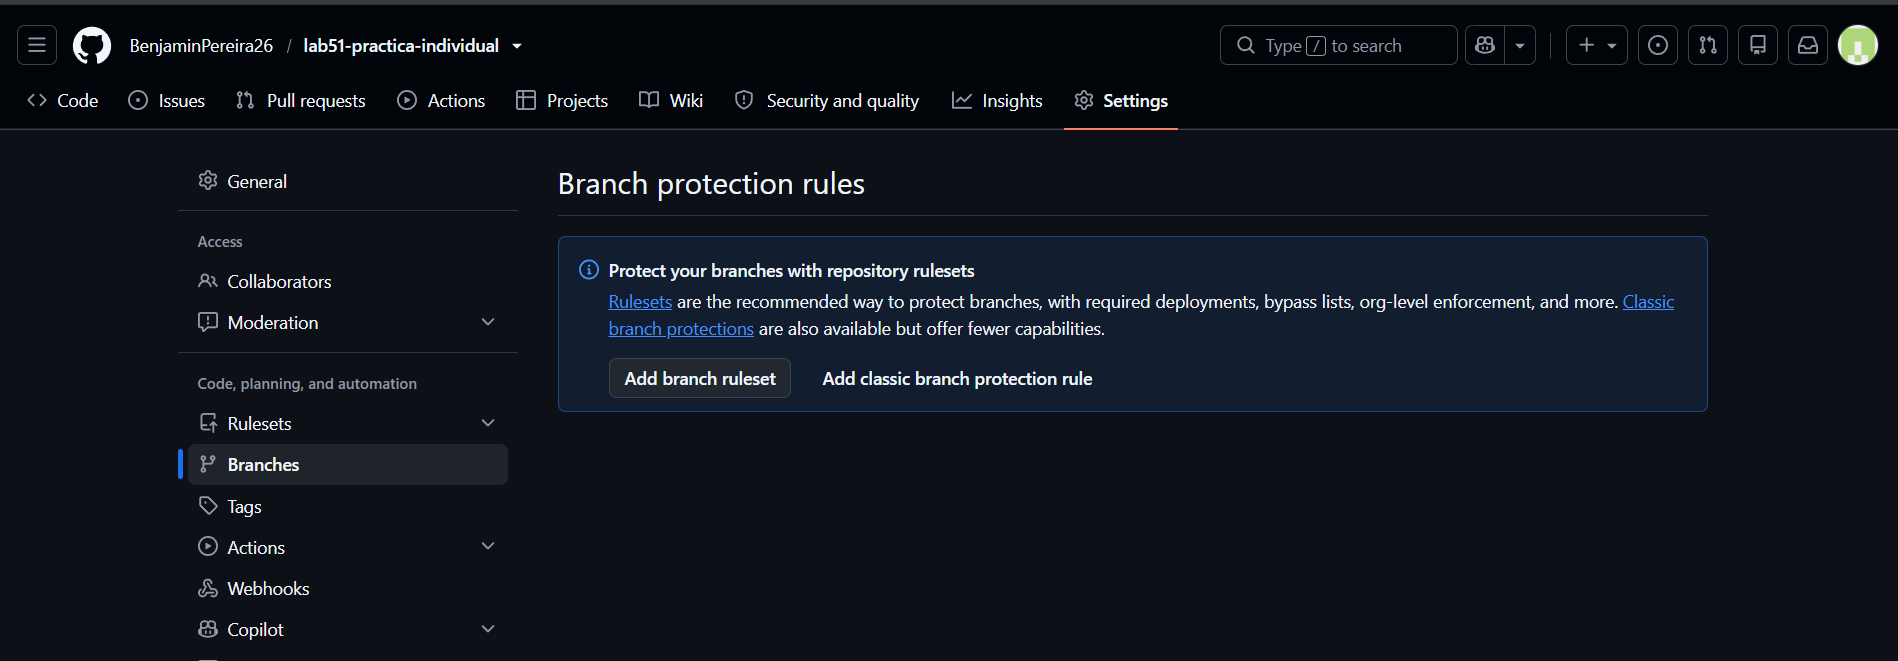 BenjaminPereira26 / lab51-practica-individual
Type / to search
Code
Issues
Pull requests
Actions
Projects
Wiki
Security and quality
Insights
Settings
General
Access
Collaborators
Moderation
Code, planning, and automation
Rulesets
Branches
Tags
Actions
Webhooks
Copilot
Branch protection rules
Protect your branches with repository rulesets
Rulesets are the recommended way to protect branches, with required deployments, bypass lists, org-level enforcement, and more. Classic
branch protections are also available but offer fewer capabilities.
Add branch ruleset
Add classic branch protection rule